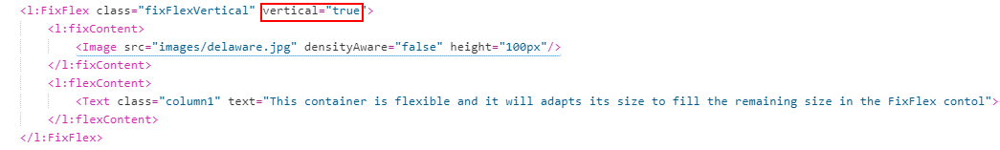 <l:FixFlex class="fixFlexVertical" vertical="true">
<l:fixContent>
<Image src="images/delaware.jpg" densityAware="false" height="100px"/>
</l:fixContent>
<l:flexContent>
<Text class="column1" text="This container is flexible and it will adapts its size to fill the remaining size in the FixFlex contol">
</l:flexContent>
</l:FixFlex>